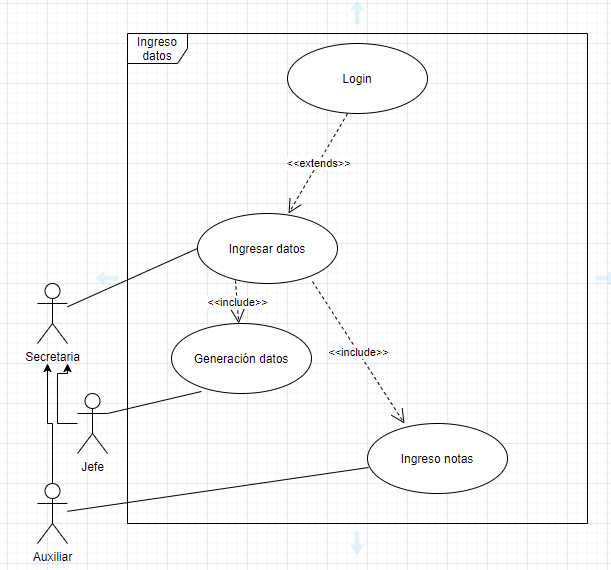 Ingreso
datos
Login
<<extends>>
Ingresar datos
<<include>>
Generación datos
<<include>>
Secretaria
Jefe
Ingreso notas
Auxiliar